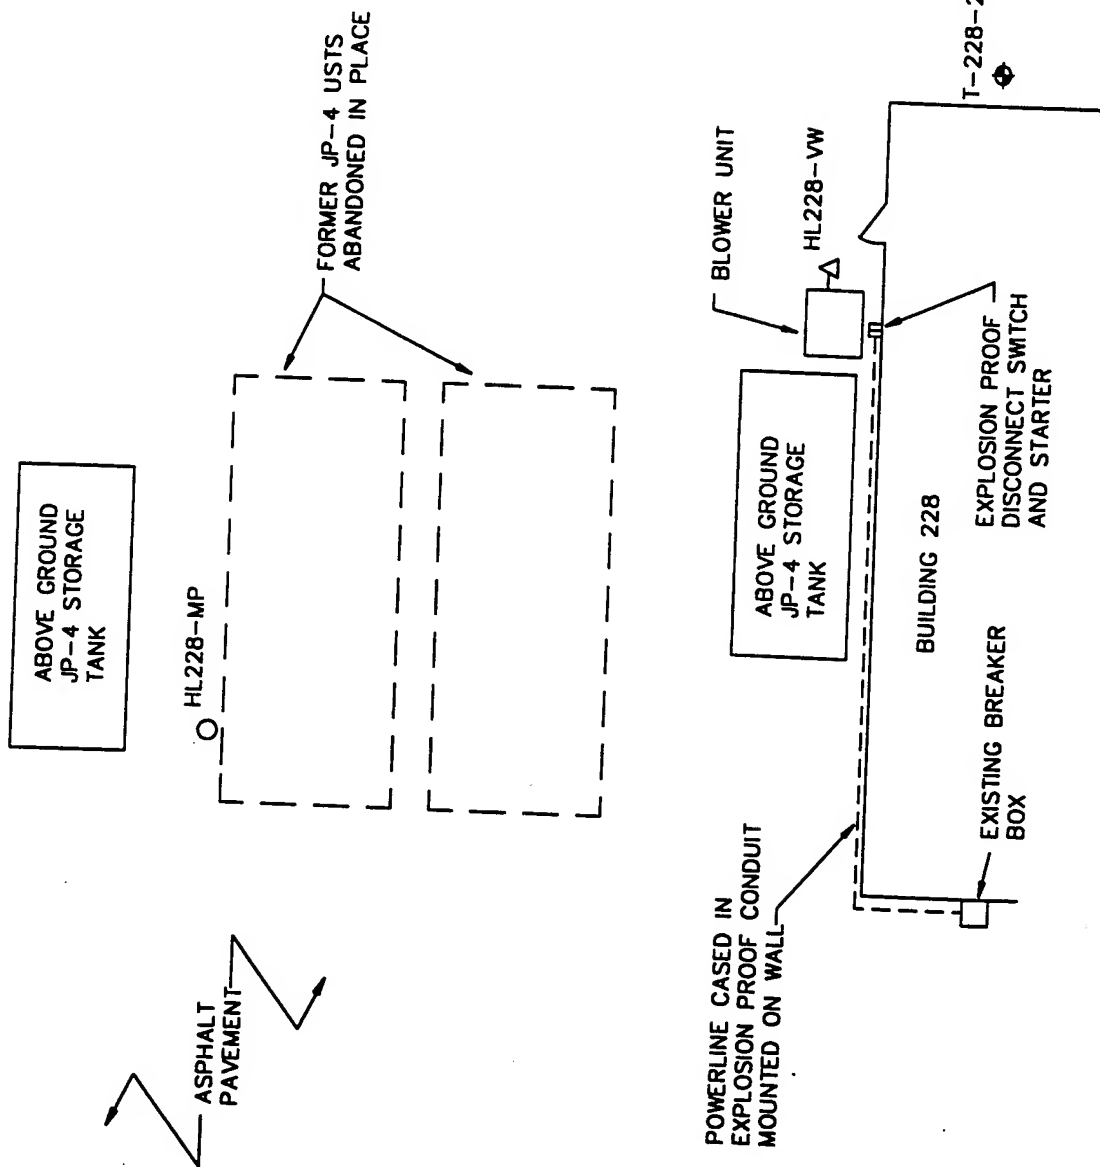 FORMER JP-4 USTS
ABANDONED IN PLACE
ABOVE GROUND
JP-4 STORAGE
TANK
HL228-MP
ASPHALT
PAVEMENT
T-228-2
BLOWER UNIT
HL228-VW
ABOVE GROUND
JP-4 STORAGE
TANK
EXPLOSION PROOF
DISCONNECT SWITCH
AND STARTER
BUILDING 228
EXISTING BREAKER
BOX
POWERLINE CASED IN
EXPLOSION PROOF CONDUIT
MOUNTED ON WALL